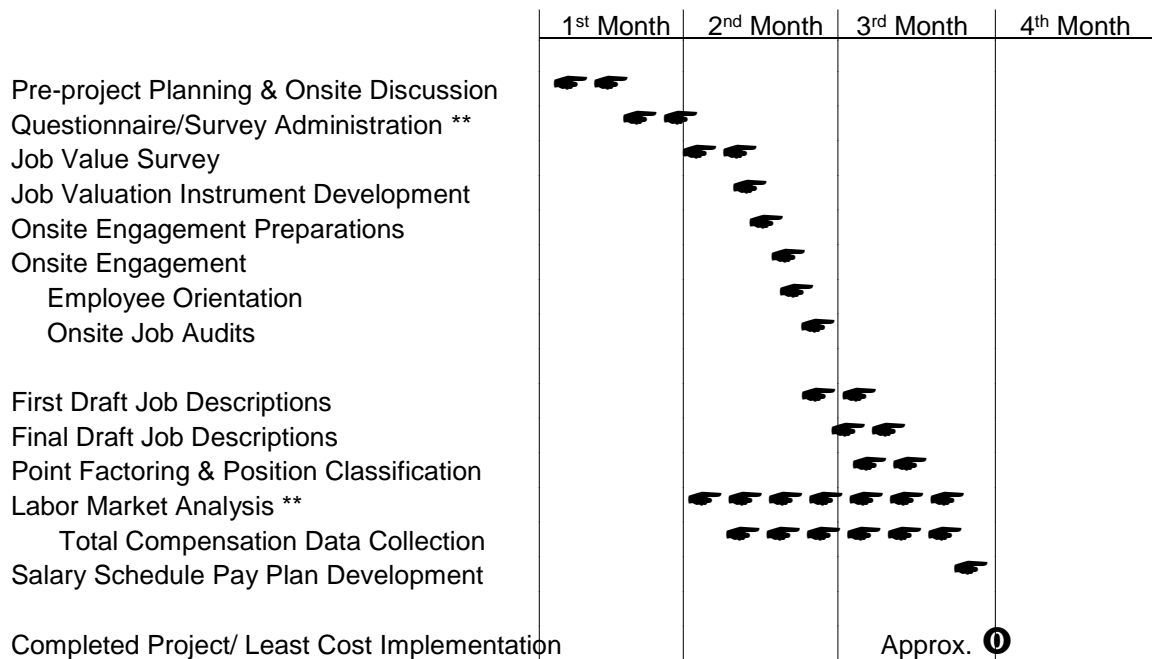 1st Month 2nd Month 3rd Month 4th Month
Pre-project Planning & Onsite Discussion
Questionnaire/Survey Administration **
Job Value Survey
Job Valuation Instrument Development
Onsite Engagement Preparations
Onsite Engagement
Employee Orientation
Onsite Job Audits
First Draft Job Descriptions
Final Draft Job Descriptions
Point Factoring & Position Classification
Labor Market Analysis **
Total Compensation Data Collection
Salary Schedule Pay Plan Development
Completed Project/ Least Cost Implementation Approx. ⓿